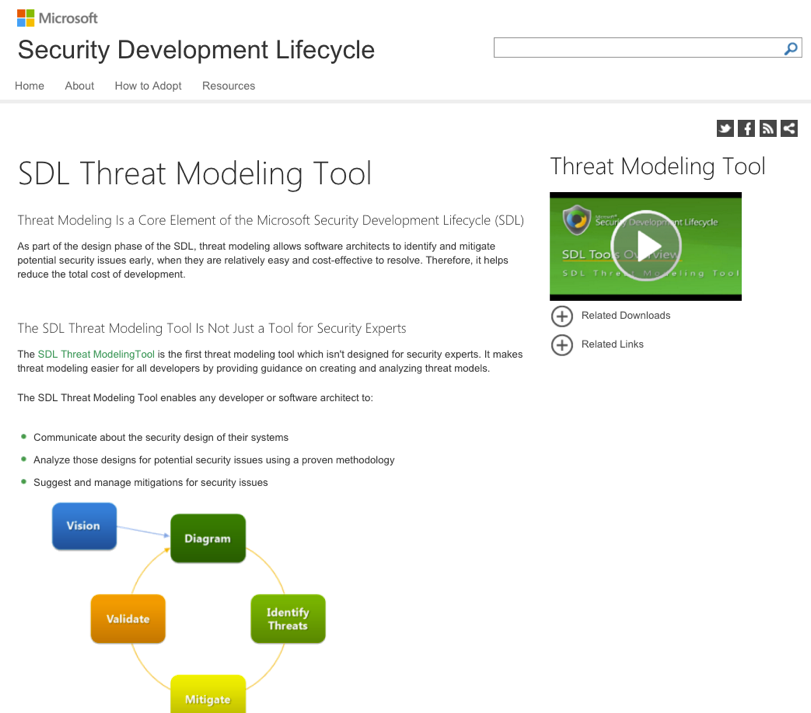 Microsoft
Security Development Lifecycle
Home About How to Adopt Resources
SDL Threat Modeling Tool
Threat Modeling Is a Core Element of the Microsoft Security Development Lifecycle (SDL)
As part of the design phase of the SDL, threat modeling allows software architects to identify and mitigate
potential security issues early, when they are relatively easy and cost-effective to resolve. Therefore, it helps
reduce the total cost of development.
The SDL Threat Modeling Tool Is Not Just a Tool for Security Experts
The SDL Threat ModelingTool is the first threat modeling tool which isn't designed for security experts. It makes
threat modeling easier for all developers by providing guidance on creating and analyzing threat models.
The SDL Threat Modeling Tool enables any developer or software architect to:
Communicate about the security design of their systems
Analyze those designs for potential security issues using a proven methodology
Suggest and manage mitigations for security issues
Vision
Diagram
Validate
Identify
Threats
Mitigate
Threat Modeling Tool
Microsoft
Security Development Lifecycle
SDL Tools Overview
SDL Threat Modeling Tool
Related Downloads
Related Links